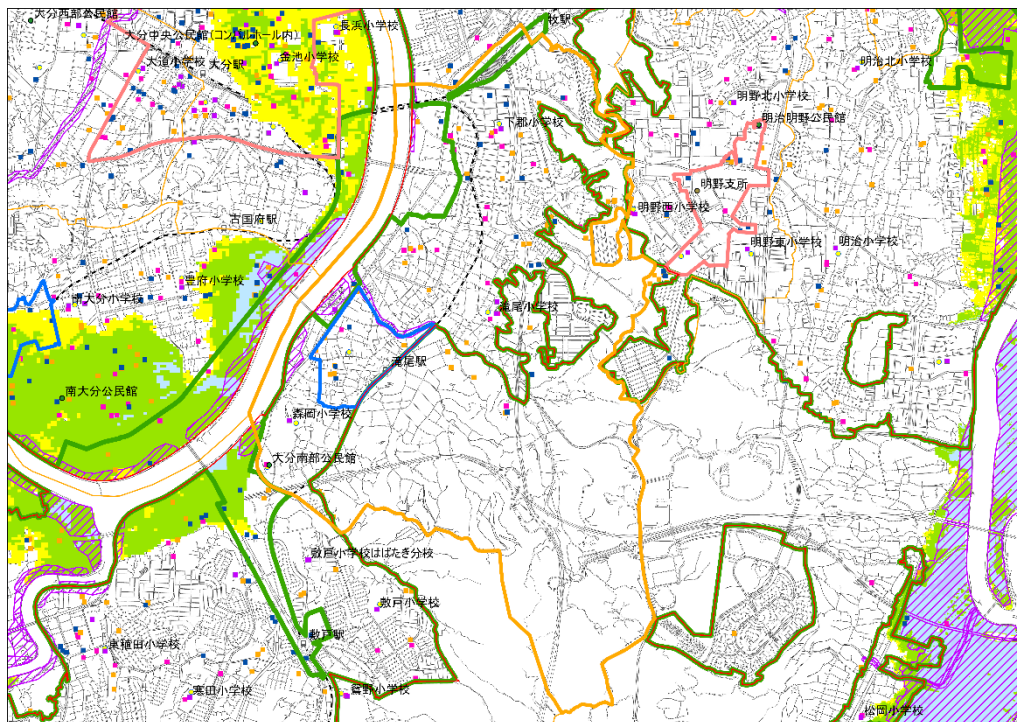 大分西部公民館
長浜小学校
牧駅
大分中央公民館(コンパルホール内)
金池小学校
大道小学校
大分駅
明治北小学校
明野北小学校
下郡小学校
明治明野公民館
明野支所
明野西小学校
古国府駅
明野東小学校
明治小学校
豊府小学校
南大分小学校
滝尾小学校
滝尾駅
南大分公民館
森岡小学校
大分南部公民館
敷戸小学校はばたき分校
敷戸小学校
敷戸駅
東稙田小学校
寒田小学校
鴛野小学校
松岡小学校